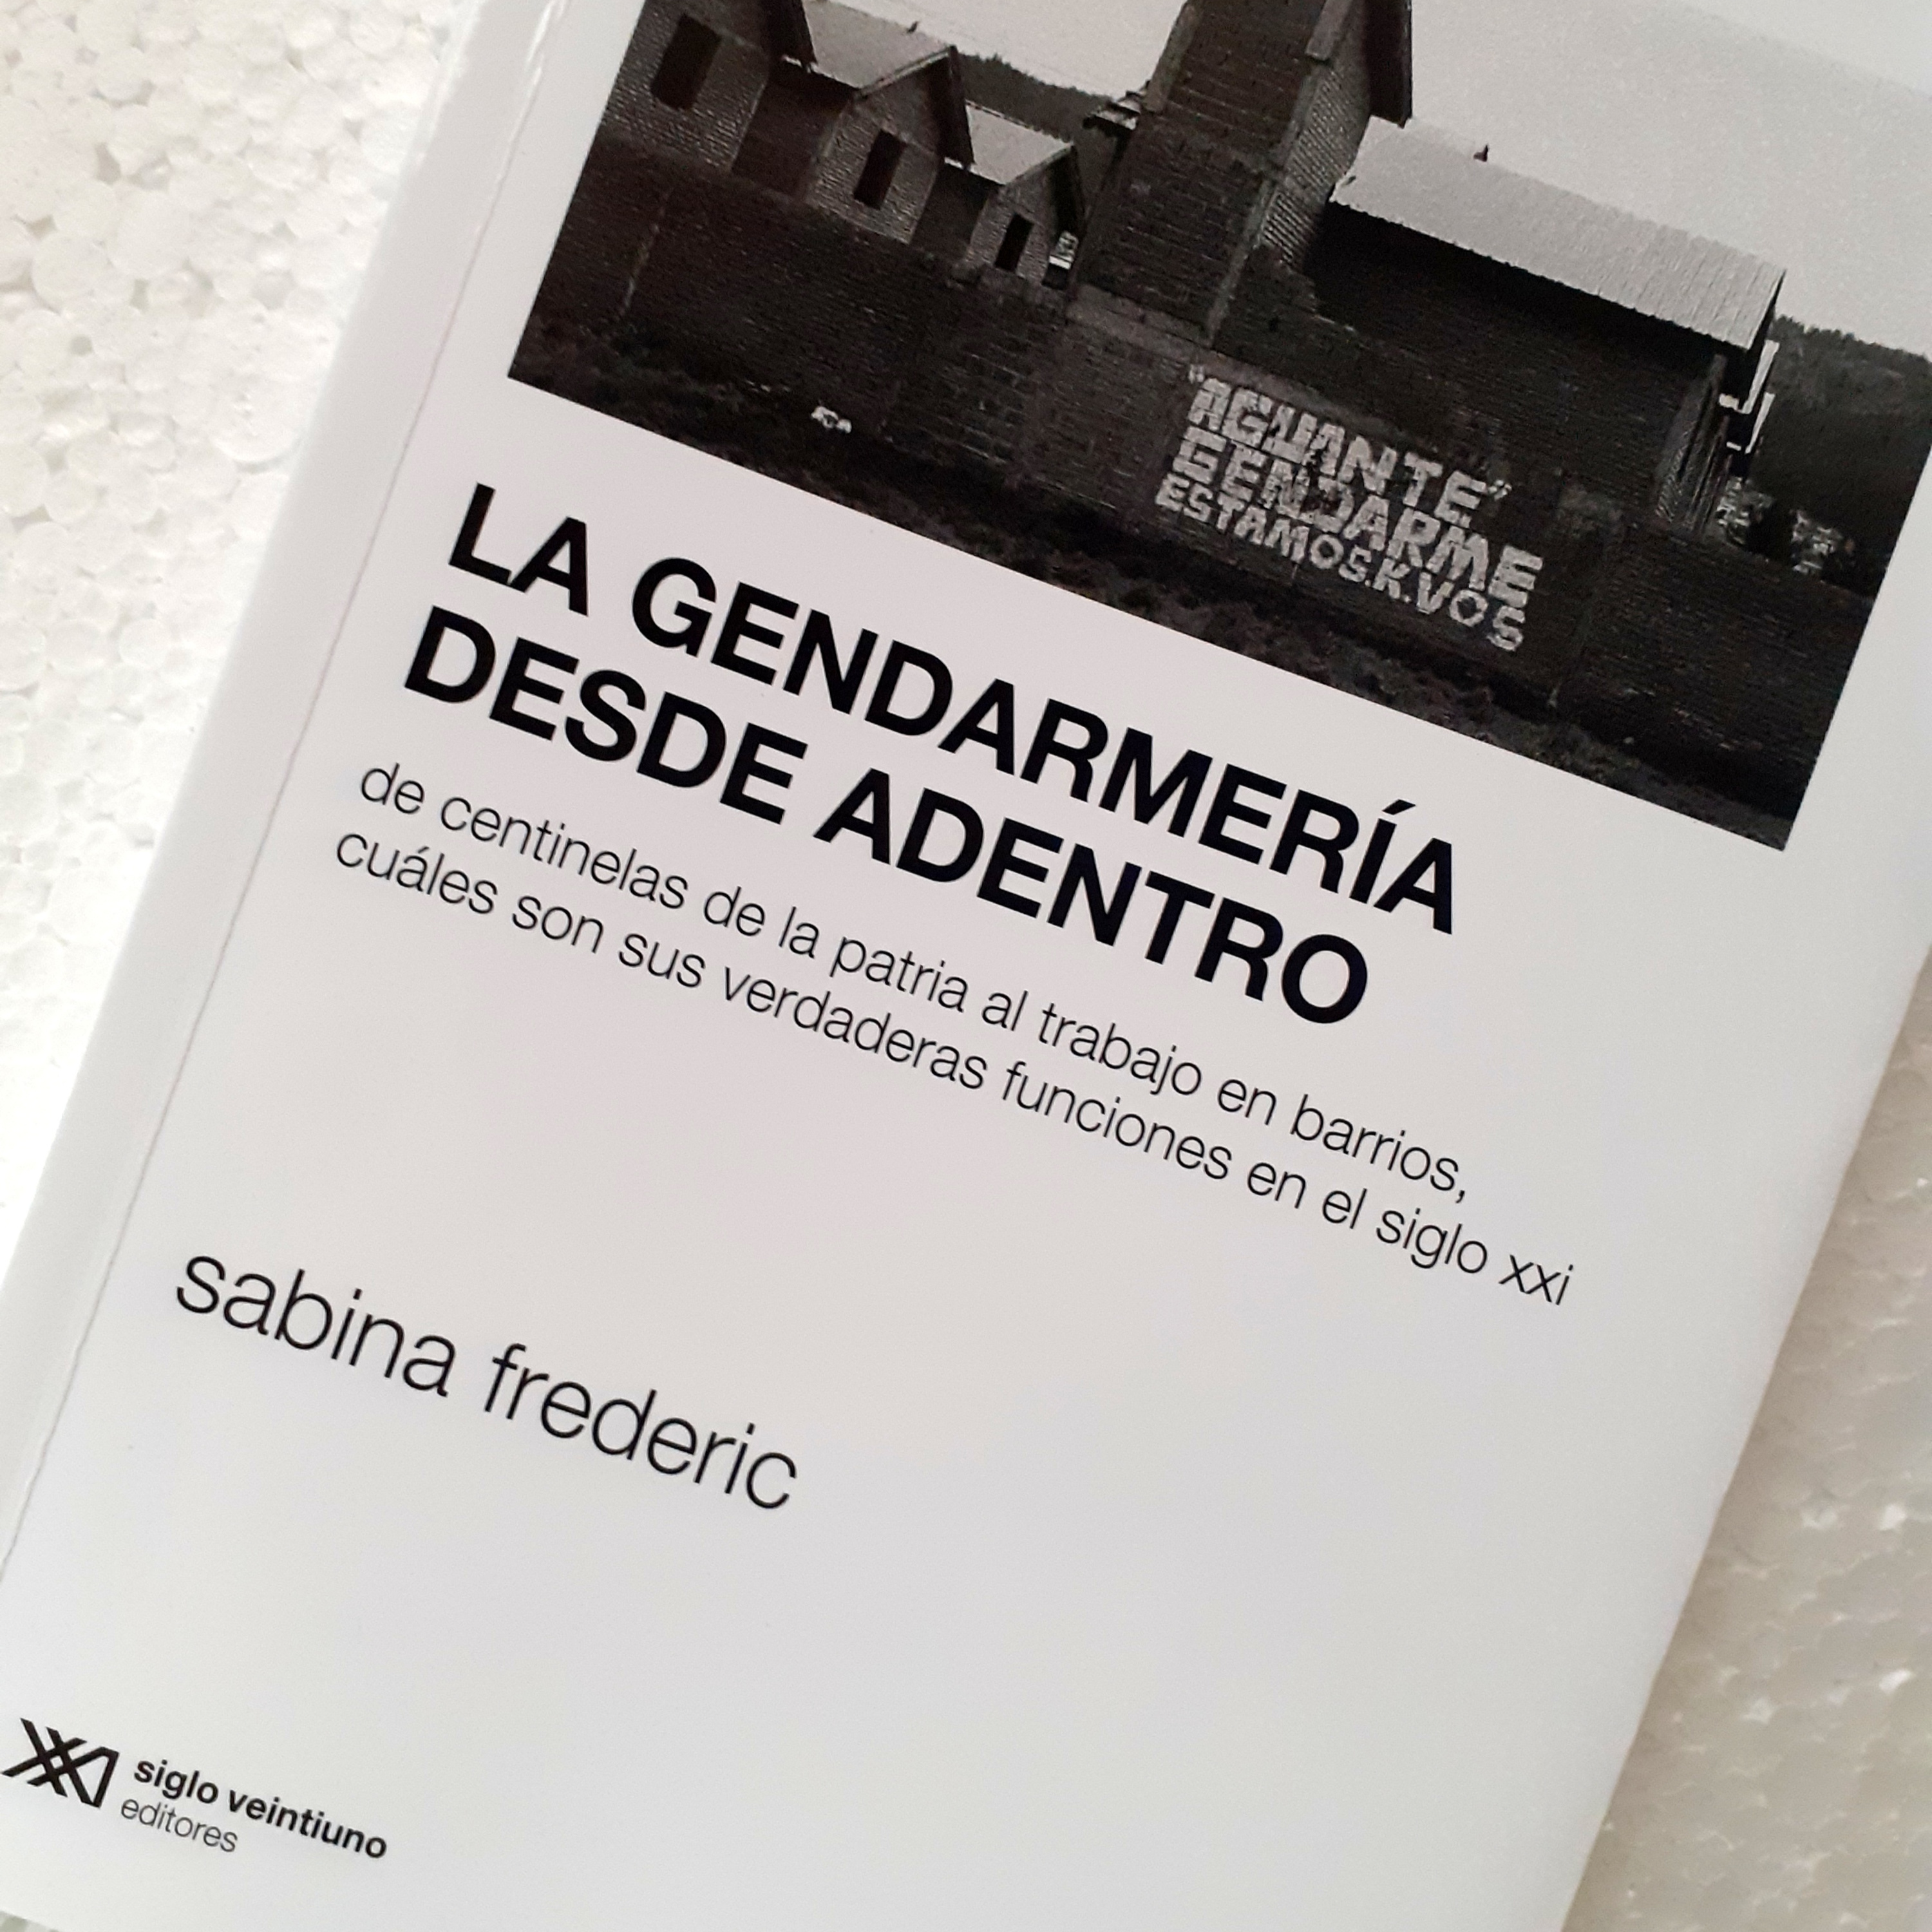 "AGUANTE"
GENDARME
ESTAMOS.K.VOS
LA GENDARMERÍA
DESDE ADENTRO
de centinelas de la patria al trabajo en barrios,
cuáles son sus verdaderas funciones en el siglo xxi
sabina frederic
siglo veintiuno
editores